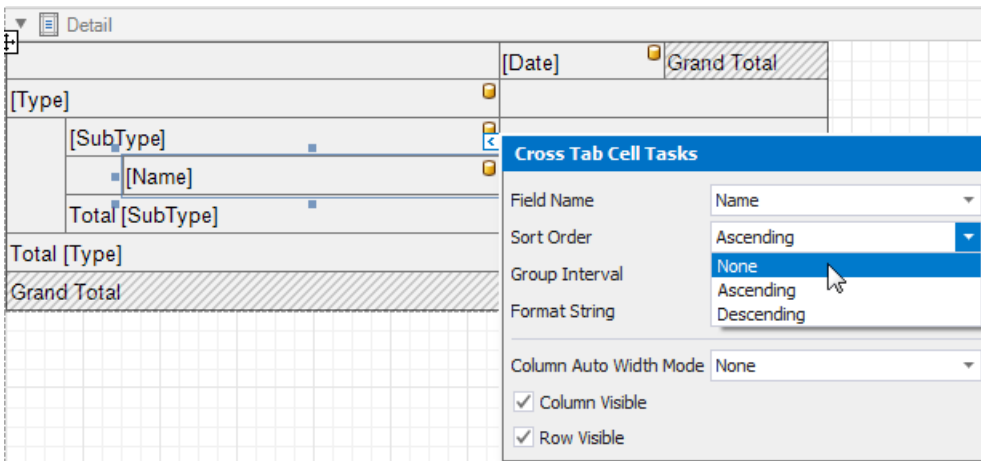 Detail
[Date] Grand Total
[Type]
[SubType]
[Name]
Total [SubType]
Total [Type]
Grand Total
Cross Tab Cell Tasks
Field Name Name
Sort Order Ascending
None
Ascending
Descending
Group Interval
Format String
Column Auto Width Mode None
Column Visible
Row Visible